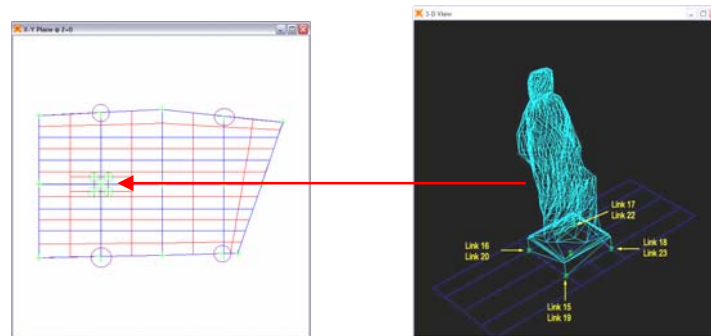 X-Y Plane @ Z=0
3-D View
Link 17
Link 22
Link 16
Link 20
Link 18
Link 23
Link 15
Link 19